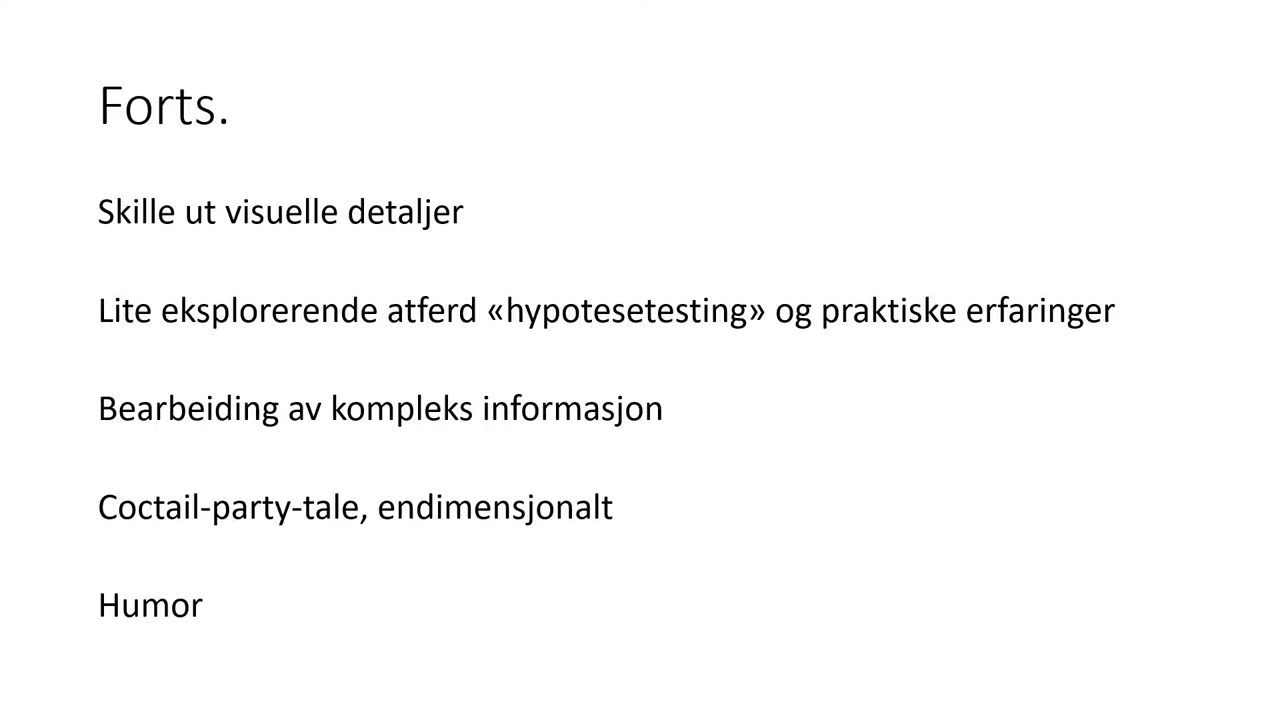 Forts.
Skille ut visuelle detaljer
Lite eksplorerende atferd «hypotesetesting» og praktiske erfaringer
Bearbeiding av kompleks informasjon
Coctail-party-tale, endimensjonalt
Humor